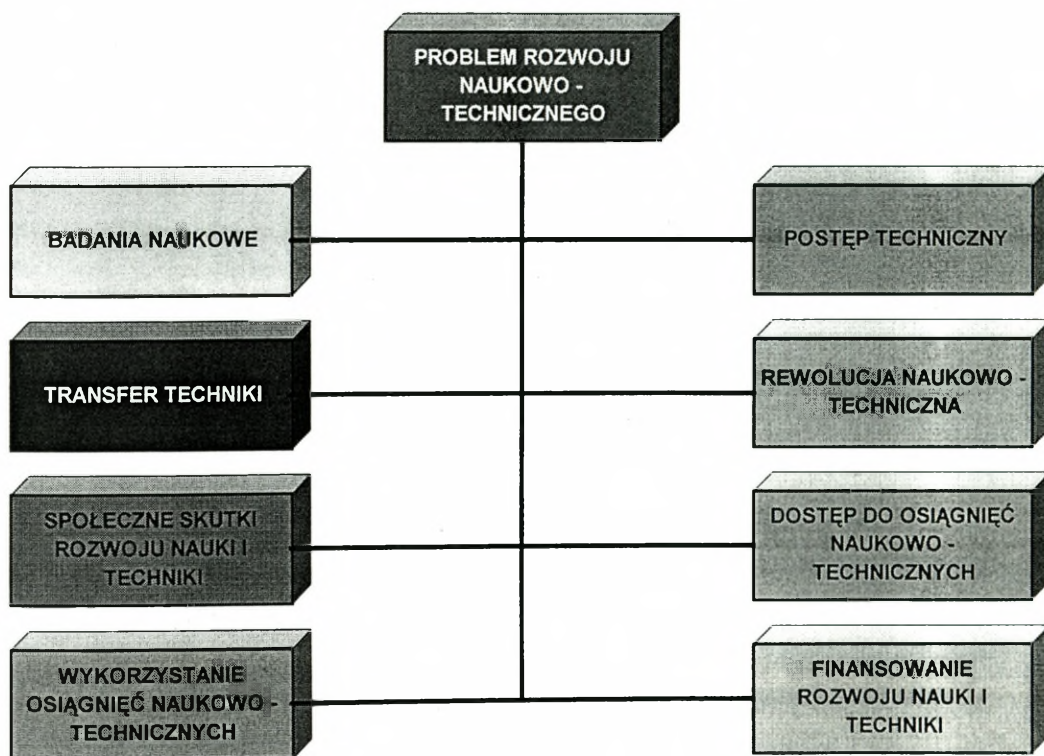 PROBLEM ROZWOJU
NAUKOWO -
TECHNICZNEGO
BADANIA NAUKOWE
POSTĘP TECHNICZNY
TRANSFER TECHNIKI
REWOLUCJA NAUKOWO -
TECHNICZNA
SPOŁECZNE SKUTKI
ROZWOJU NAUKI I
TECHNIKI
DOSTĘP DO OSIĄGNIĘĆ
NAUKOWO -
TECHNICZNYCH
WYKORZYSTANIE
OSIĄGNIĘĆ NAUKOWO -
TECHNICZNYCH
FINANSOWANIE
ROZWOJU NAUKI I
TECHNIKI